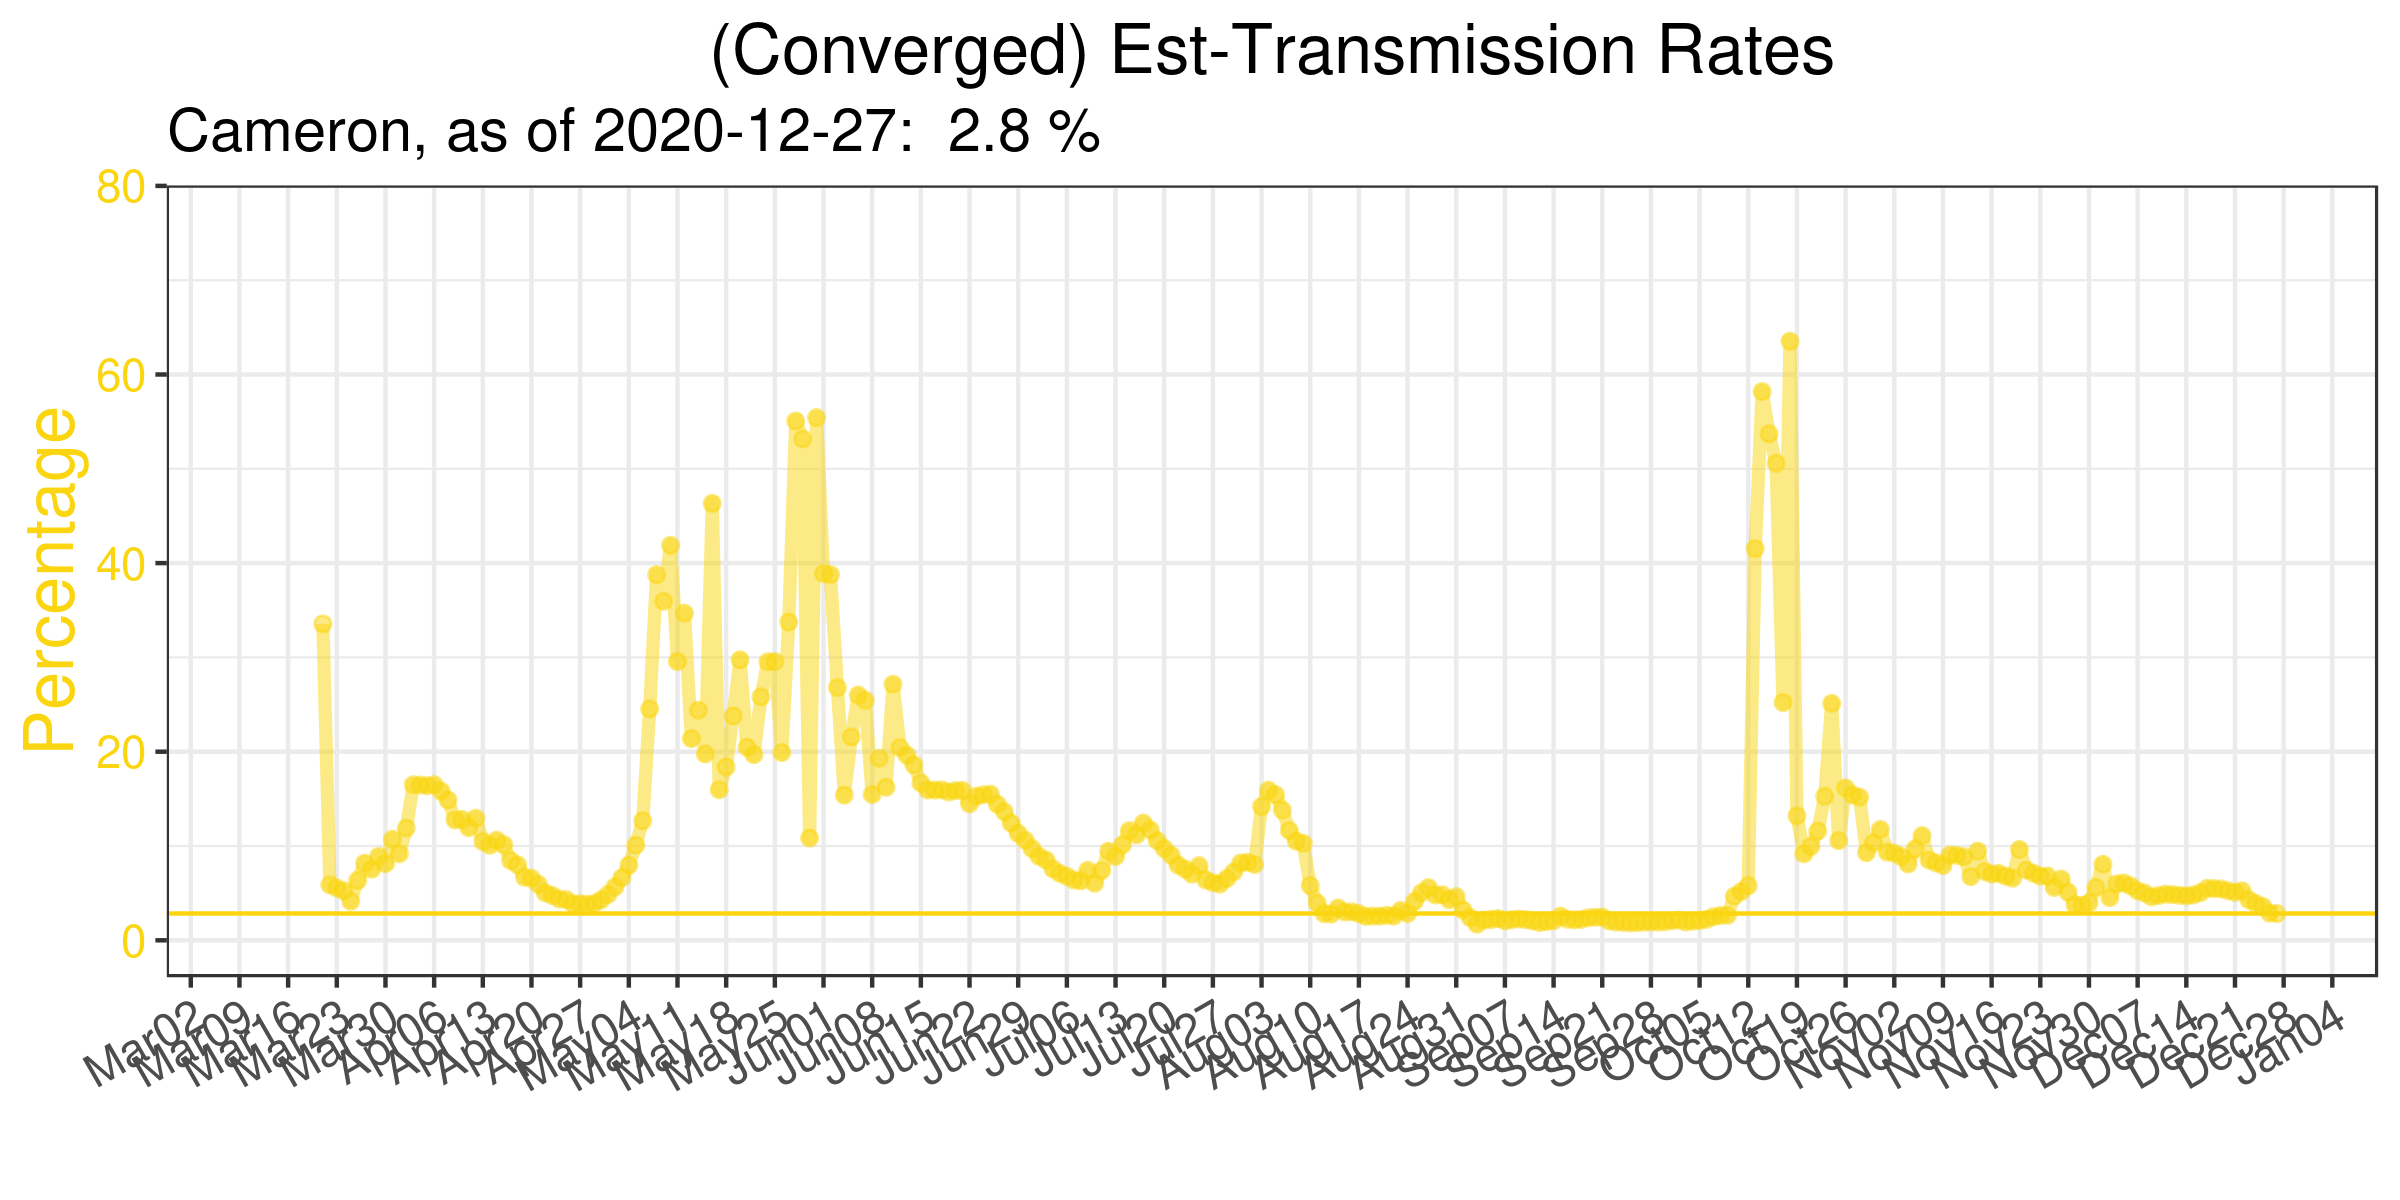 (Converged) Est-Transmission Rates
Cameron, as of 2020-12-27:  2.8 %
Percentage
80
60
40
20
0
Mar02
Mar09
Mar16
Mar23
Mar30
Apr06
Apr13
Apr20
Apr27
May04
May11
May18
May25
Jun01
Jun08
Jun15
Jun22
Jun29
Jul06
Jul13
Jul20
Jul27
Aug03
Aug10
Aug17
Aug24
Aug31
Sep07
Sep14
Sep21
Sep28
Oct05
Oct12
Oct19
Oct26
Nov02
Nov09
Nov16
Nov23
Nov30
Dec07
Dec14
Dec21
Dec28
Jan04